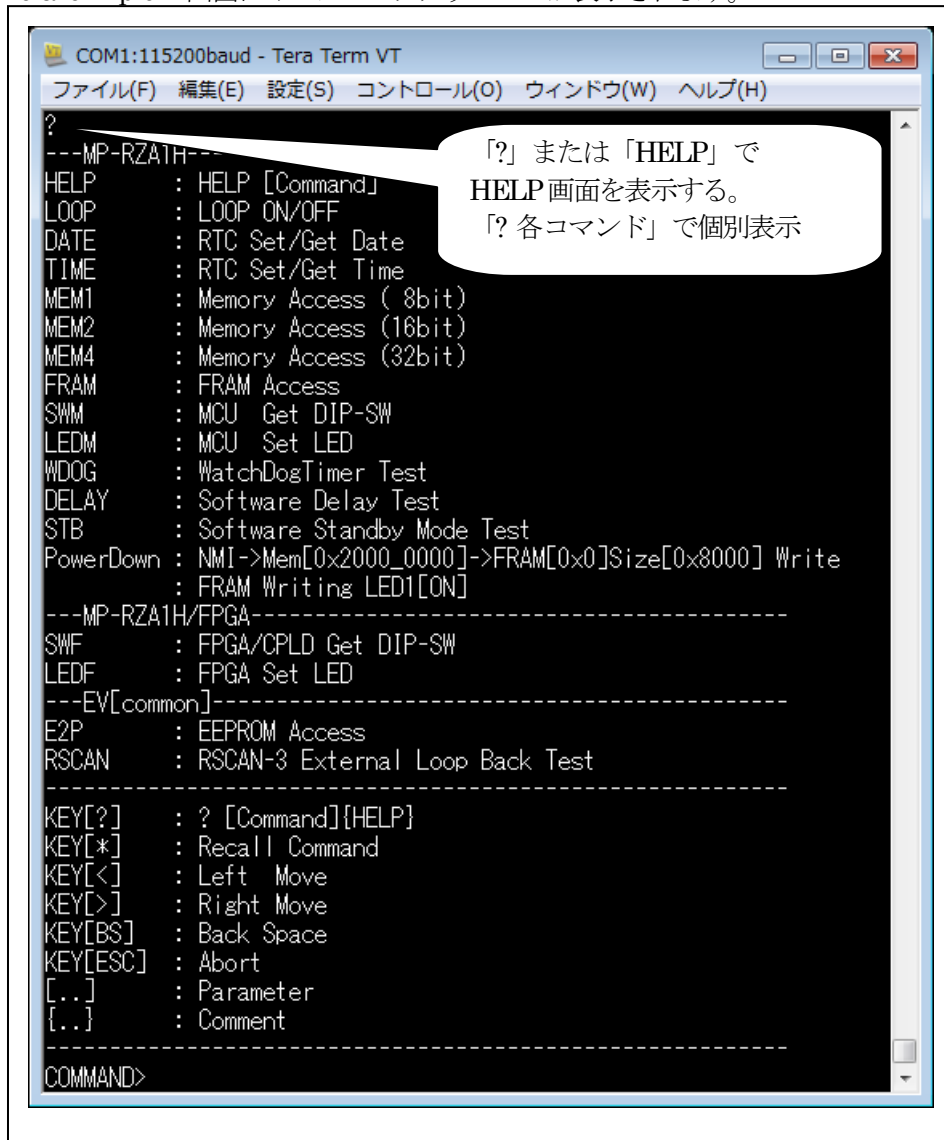 COM1:115200baud - Tera Term VT
ファイル(F) 編集(E) 設定(S) コントロール(O) ウィンドウ(W) ヘルプ(H)
?
「?」または「HELP」で
HELP画面を表示する。
「? 各コマンド」で個別表示
---MP-RZA1H---
HELP : HELP [Command]
LOOP : LOOP ON/OFF
DATE : RTC Set/Get Date
TIME : RTC Set/Get Time
MEM1 : Memory Access ( 8bit)
MEM2 : Memory Access (16bit)
MEM4 : Memory Access (32bit)
FRAM : FRAM Access
SWM : MCU  Get DIP-SW
LEDM : MCU  Set LED
WDOG : WatchDogTimer Test
DELAY : Software Delay Test
STB : Software Standby Mode Test
PowerDown : NMI->Mem[0x2000_0000]->FRAM[0x0]Size[0x8000] Write
: FRAM Writing LED1[ON]
---MP-RZA1H/FPGA------------------------------------------
SWF : FPGA/CPLD Get DIP-SW
LEDF : FPGA Set LED
---EV[common]---------------------------------------------
E2P : EEPROM Access
RSCAN : RSCAN-3 External Loop Back Test
----------------------------------------------------------
KEY[?] : ? [Command]{HELP}
KEY[*] : Recall Command
KEY[<] : Left  Move
KEY[>] : Right Move
KEY[BS] : Back Space
KEY[ESC] : Abort
[..] : Parameter
{..} : Comment
----------------------------------------------------------
COMMAND>